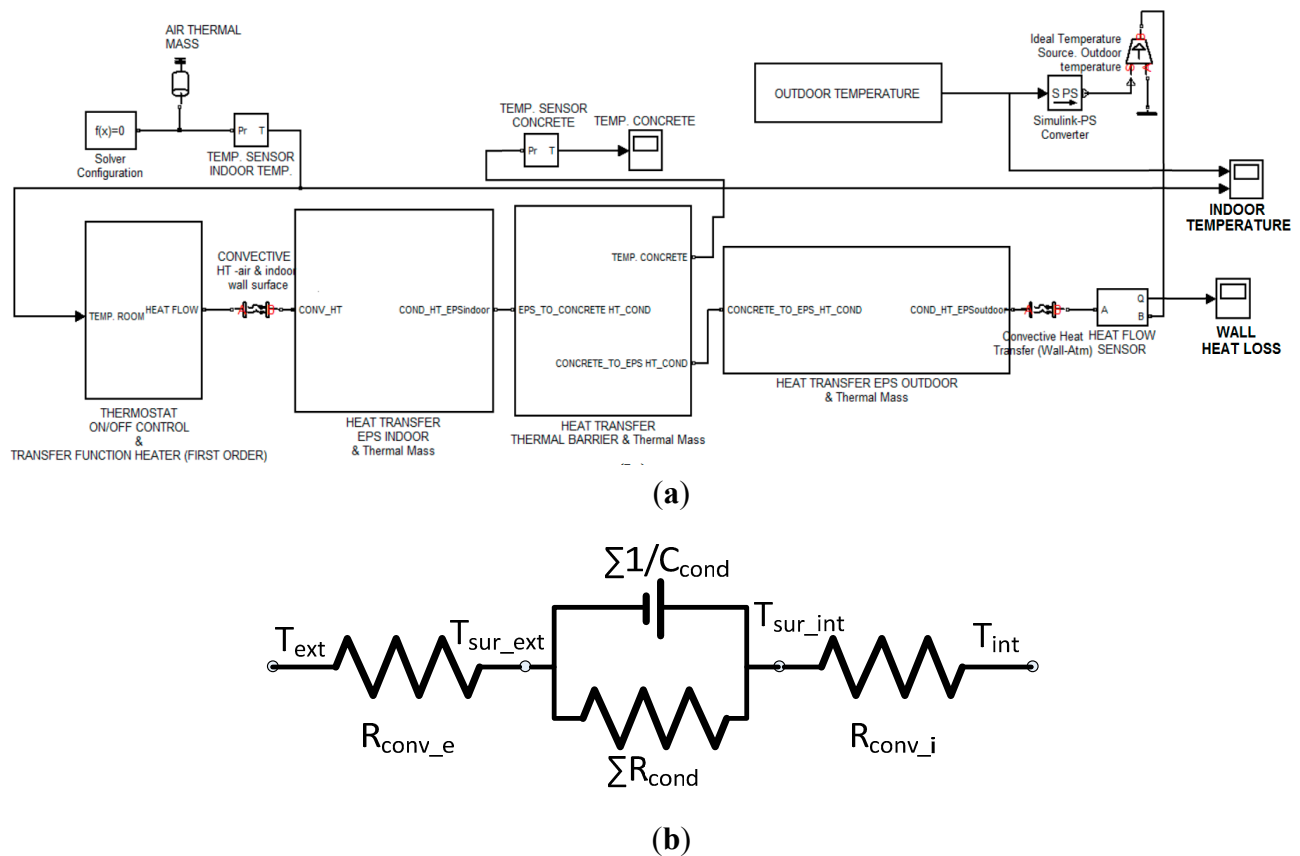 AIR THERMAL
MASS
f(x)=0
Solver
Configuration
Pr T
TEMP. SENSOR
INDOOR TEMP.
TEMP. SENSOR
CONCRETE
Pr T
TEMP. CONCRETE
OUTDOOR TEMPERATURE
Ideal Temperature
Source. Outdoor
temperature
B
S A
S PS
Simulink-PS
Converter
INDOOR
TEMPERATURE
TEMP. ROOM
HEAT FLOW
THERMOSTAT
ON/OFF CONTROL
&
TRANSFER FUNCTION HEATER (FIRST ORDER)
CONVECTIVE
HT -air & indoor
wall surface
A B
CONV_HT
COND_HT_EPSindoor
HEAT TRANSFER
EPS INDOOR
& Thermal Mass
TEMP. CONCRETE
EPS_TO_CONCRETE HT_COND
CONCRETE_TO_EPS HT_COND
HEAT TRANSFER
THERMAL BARRIER & Thermal Mass
CONCRETE_TO_EPS_HT_COND
COND_HT_EPSoutdoor
HEAT TRANSFER EPS OUTDOOR
& Thermal Mass
A B
Convective Heat
Transfer (Wall-Atm)
A
Q
B
HEAT FLOW
SENSOR
WALL
HEAT LOSS
(a)
∑1/Ccond
Text
Tsur_ext
Tsur_int
Tint
Rconv_e
∑Rcond
Rconv_i
(b)